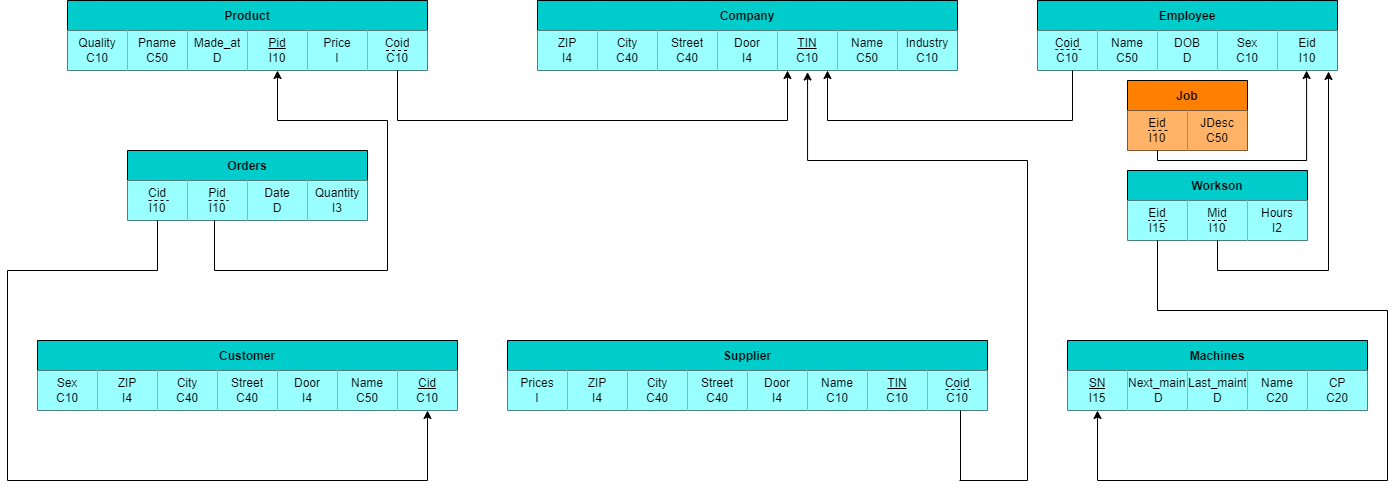 Product
Quality Pname Made_at Pid Price Coid
C10 C50 D I10 I C10
Company
ZIP City Street Door TIN Name Industry
I4 C40 C40 I4 C10 C50 C10
Employee
Coid Name DOB Sex Eid
C10 C50 D C10 I10
Job
Eid JDesc
I10 C50
Orders
Cid Pid Date Quantity
I10 I10 D I3
Workson
Eid Mid Hours
I15 I10 I2
Customer
Sex ZIP City Street Door Name Cid
C10 I4 C40 C40 I4 C50 C10
Supplier
Prices ZIP City Street Door Name TIN Coid
I I4 C40 C40 I4 C10 C10 C10
Machines
SN Next_maint Last_maint Name CP
I15 D D C20 C20